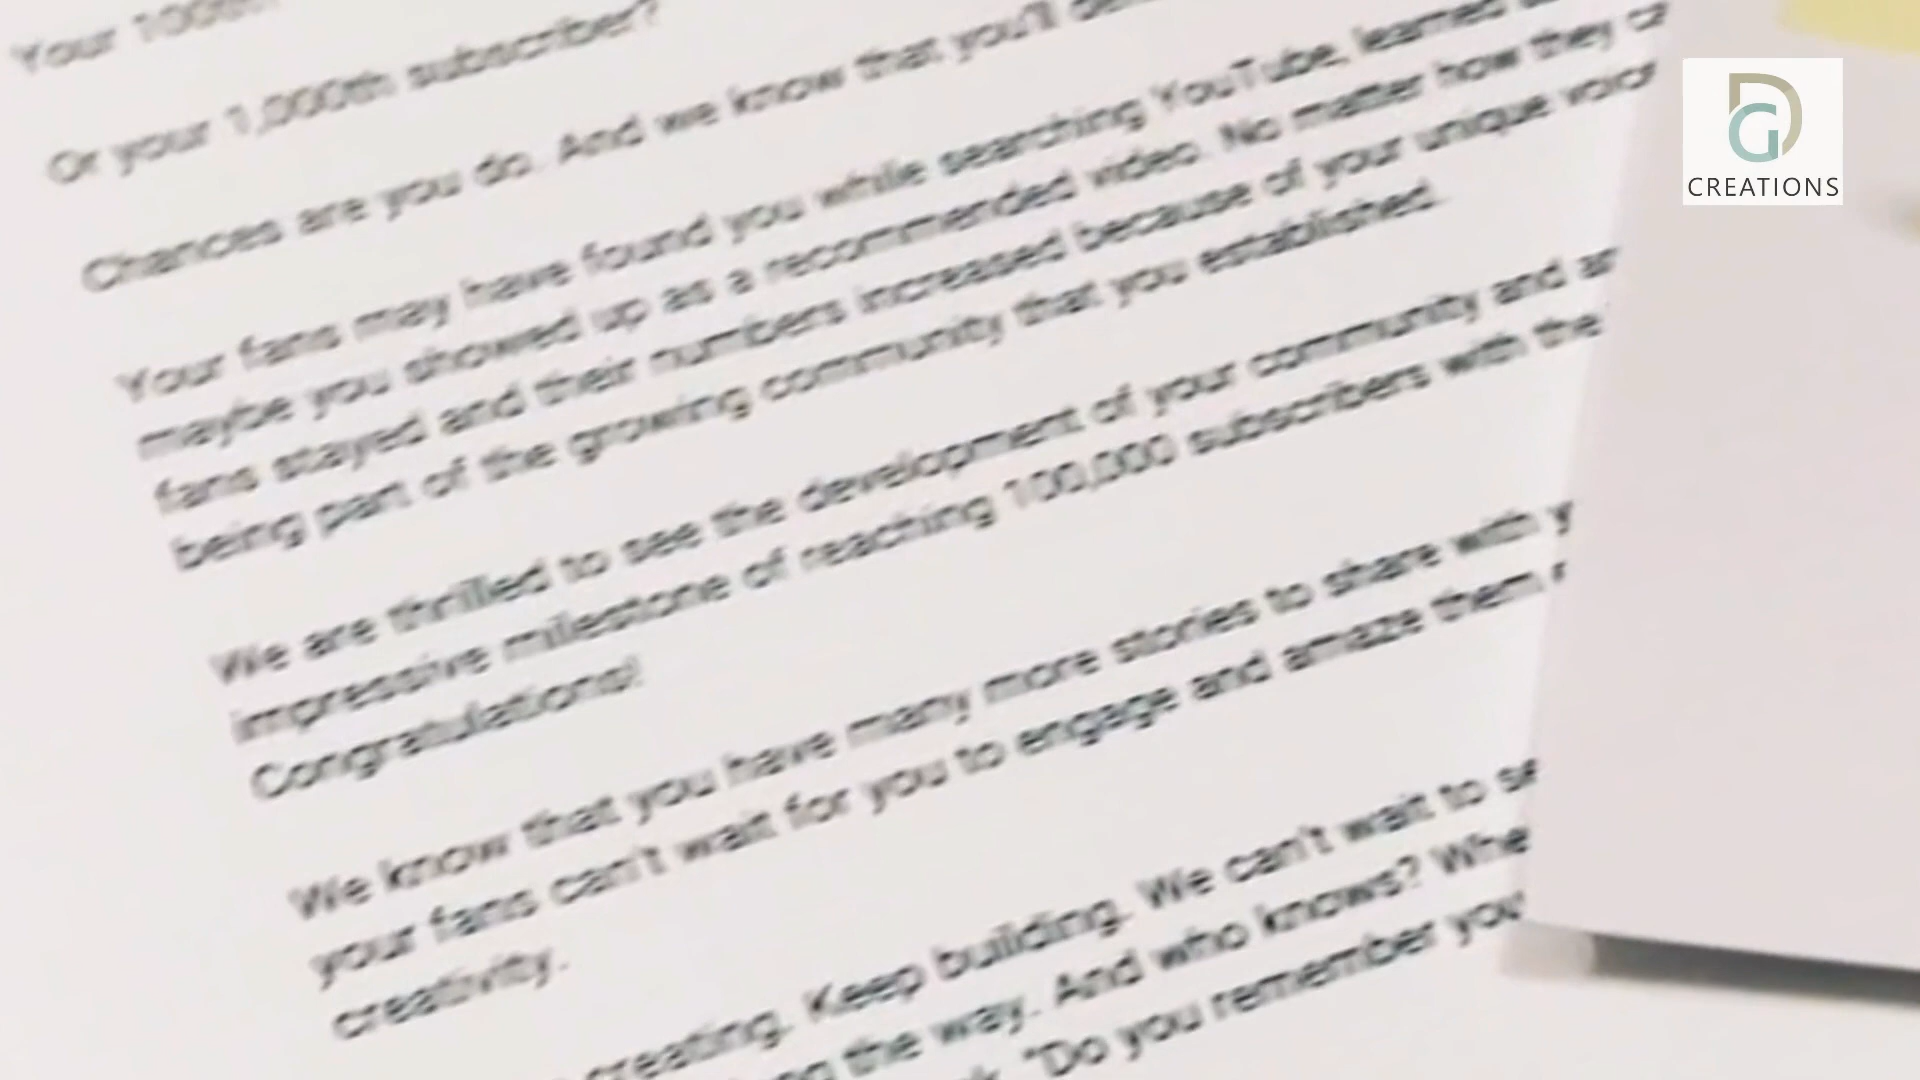 Your 100th
Or your 1,000th subscriber?
Chances are you do. And we know that you'll
Your fans may have found you while searching YouTube, learned
maybe you showed up as a recommended video. No matter how they
fans stayed and their numbers increased because of your unique voice
being part of the growing community that you established.
We are thrilled to see the development of your community and
impressive milestone of reaching 100,000 subscribers with the
Congratulations!
We know that you have many more stories to share with
your fans can't wait for you to engage and amaze them
creativity.
creating. Keep building. We can't wait to
the way. And who knows?
"Do you remember you
DG
CREATIONS